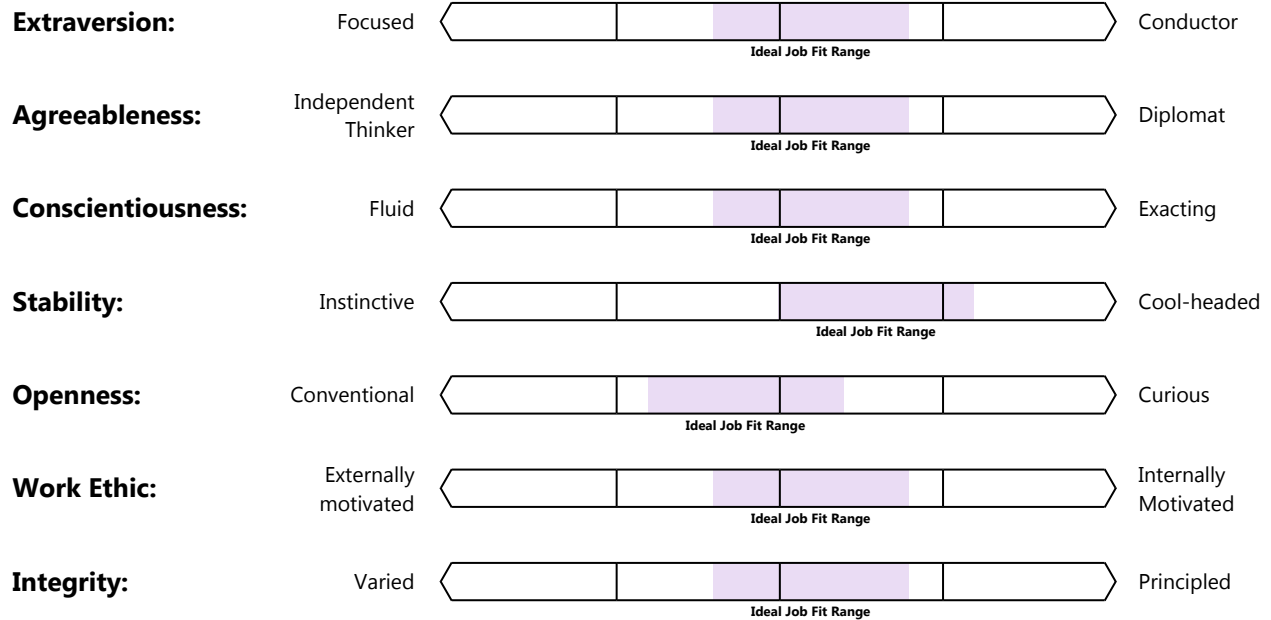 Extraversion: Focused Conductor
Ideal Job Fit Range
Agreeableness: Independent Thinker Diplomat
Ideal Job Fit Range
Conscientiousness: Fluid Exacting
Ideal Job Fit Range
Stability: Instinctive Cool-headed
Ideal Job Fit Range
Openness: Conventional Curious
Ideal Job Fit Range
Work Ethic: Externally motivated Internally Motivated
Ideal Job Fit Range
Integrity: Varied Principled
Ideal Job Fit Range